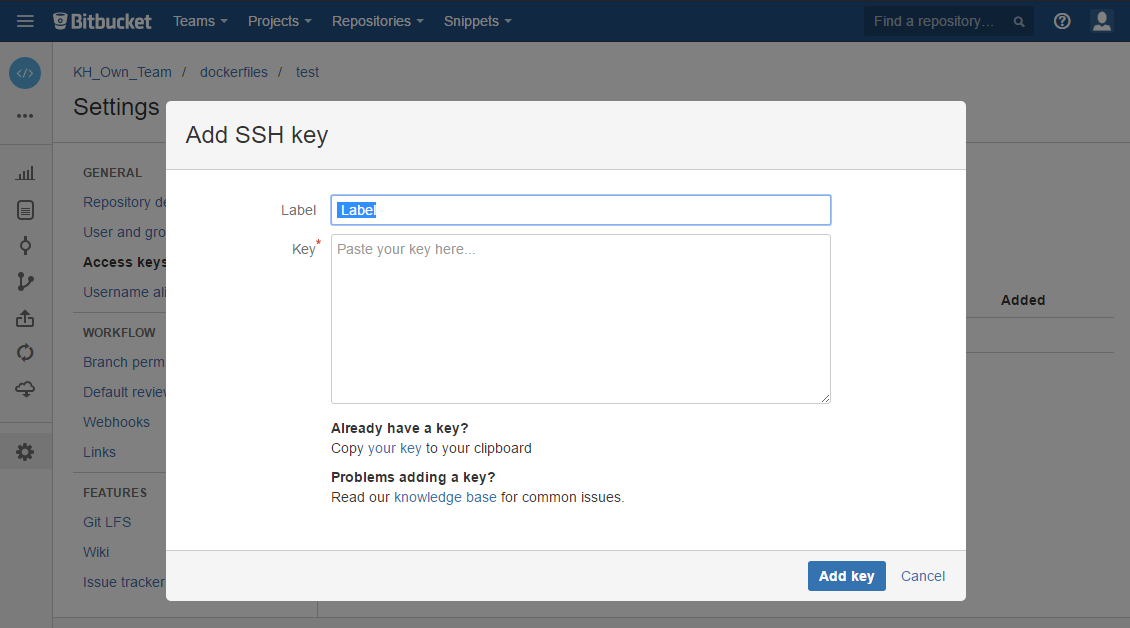 Bitbucket Teams Projects Repositories Snippets Find a repository...
KH_Own_Team / dockerfiles / test
Settings
Add SSH key
GENERAL
Repository de
User and gro
Access keys
Username ali
WORKFLOW
Branch perm
Default review
Webhooks
Links
FEATURES
Git LFS
Wiki
Issue tracker
Label
Label
Key*
Paste your key here...
Already have a key?
Copy your key to your clipboard
Problems adding a key?
Read our knowledge base for common issues.
Added
Add key Cancel